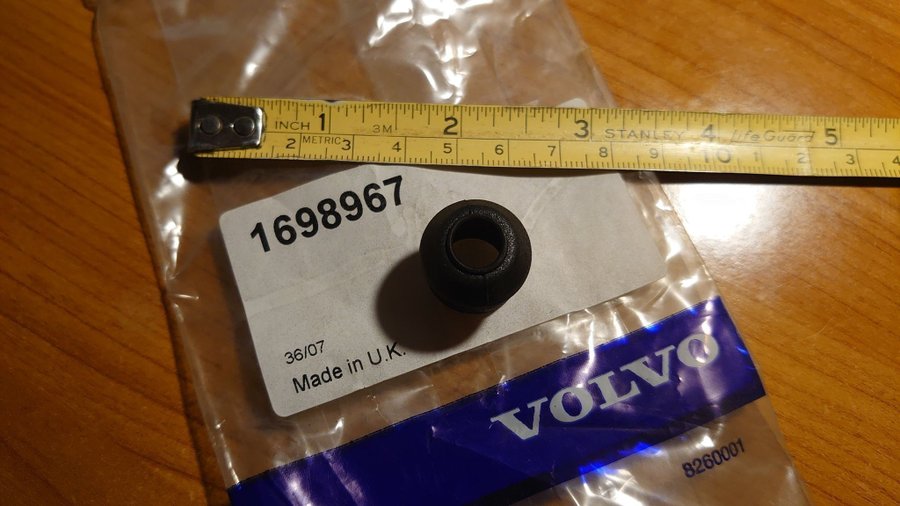 INCH 1 3M 2 3 STANLEY 4 LifeGuard 5
2 METRIC 3 4 5 6 7 8 9 10 1 2 3 4
1698967
36/07
Made in U.K.
VOLVO
8260001